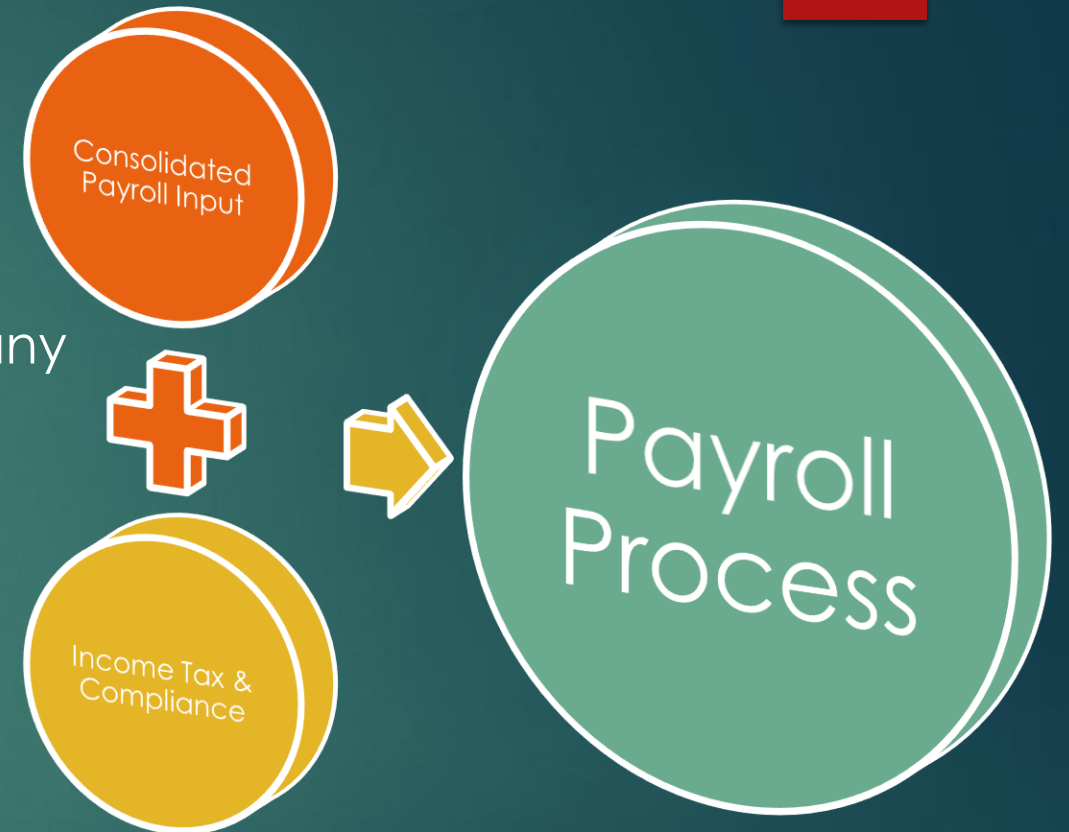 Consolidated
Payroll Input
Income Tax &
Compliance
Payroll
Process